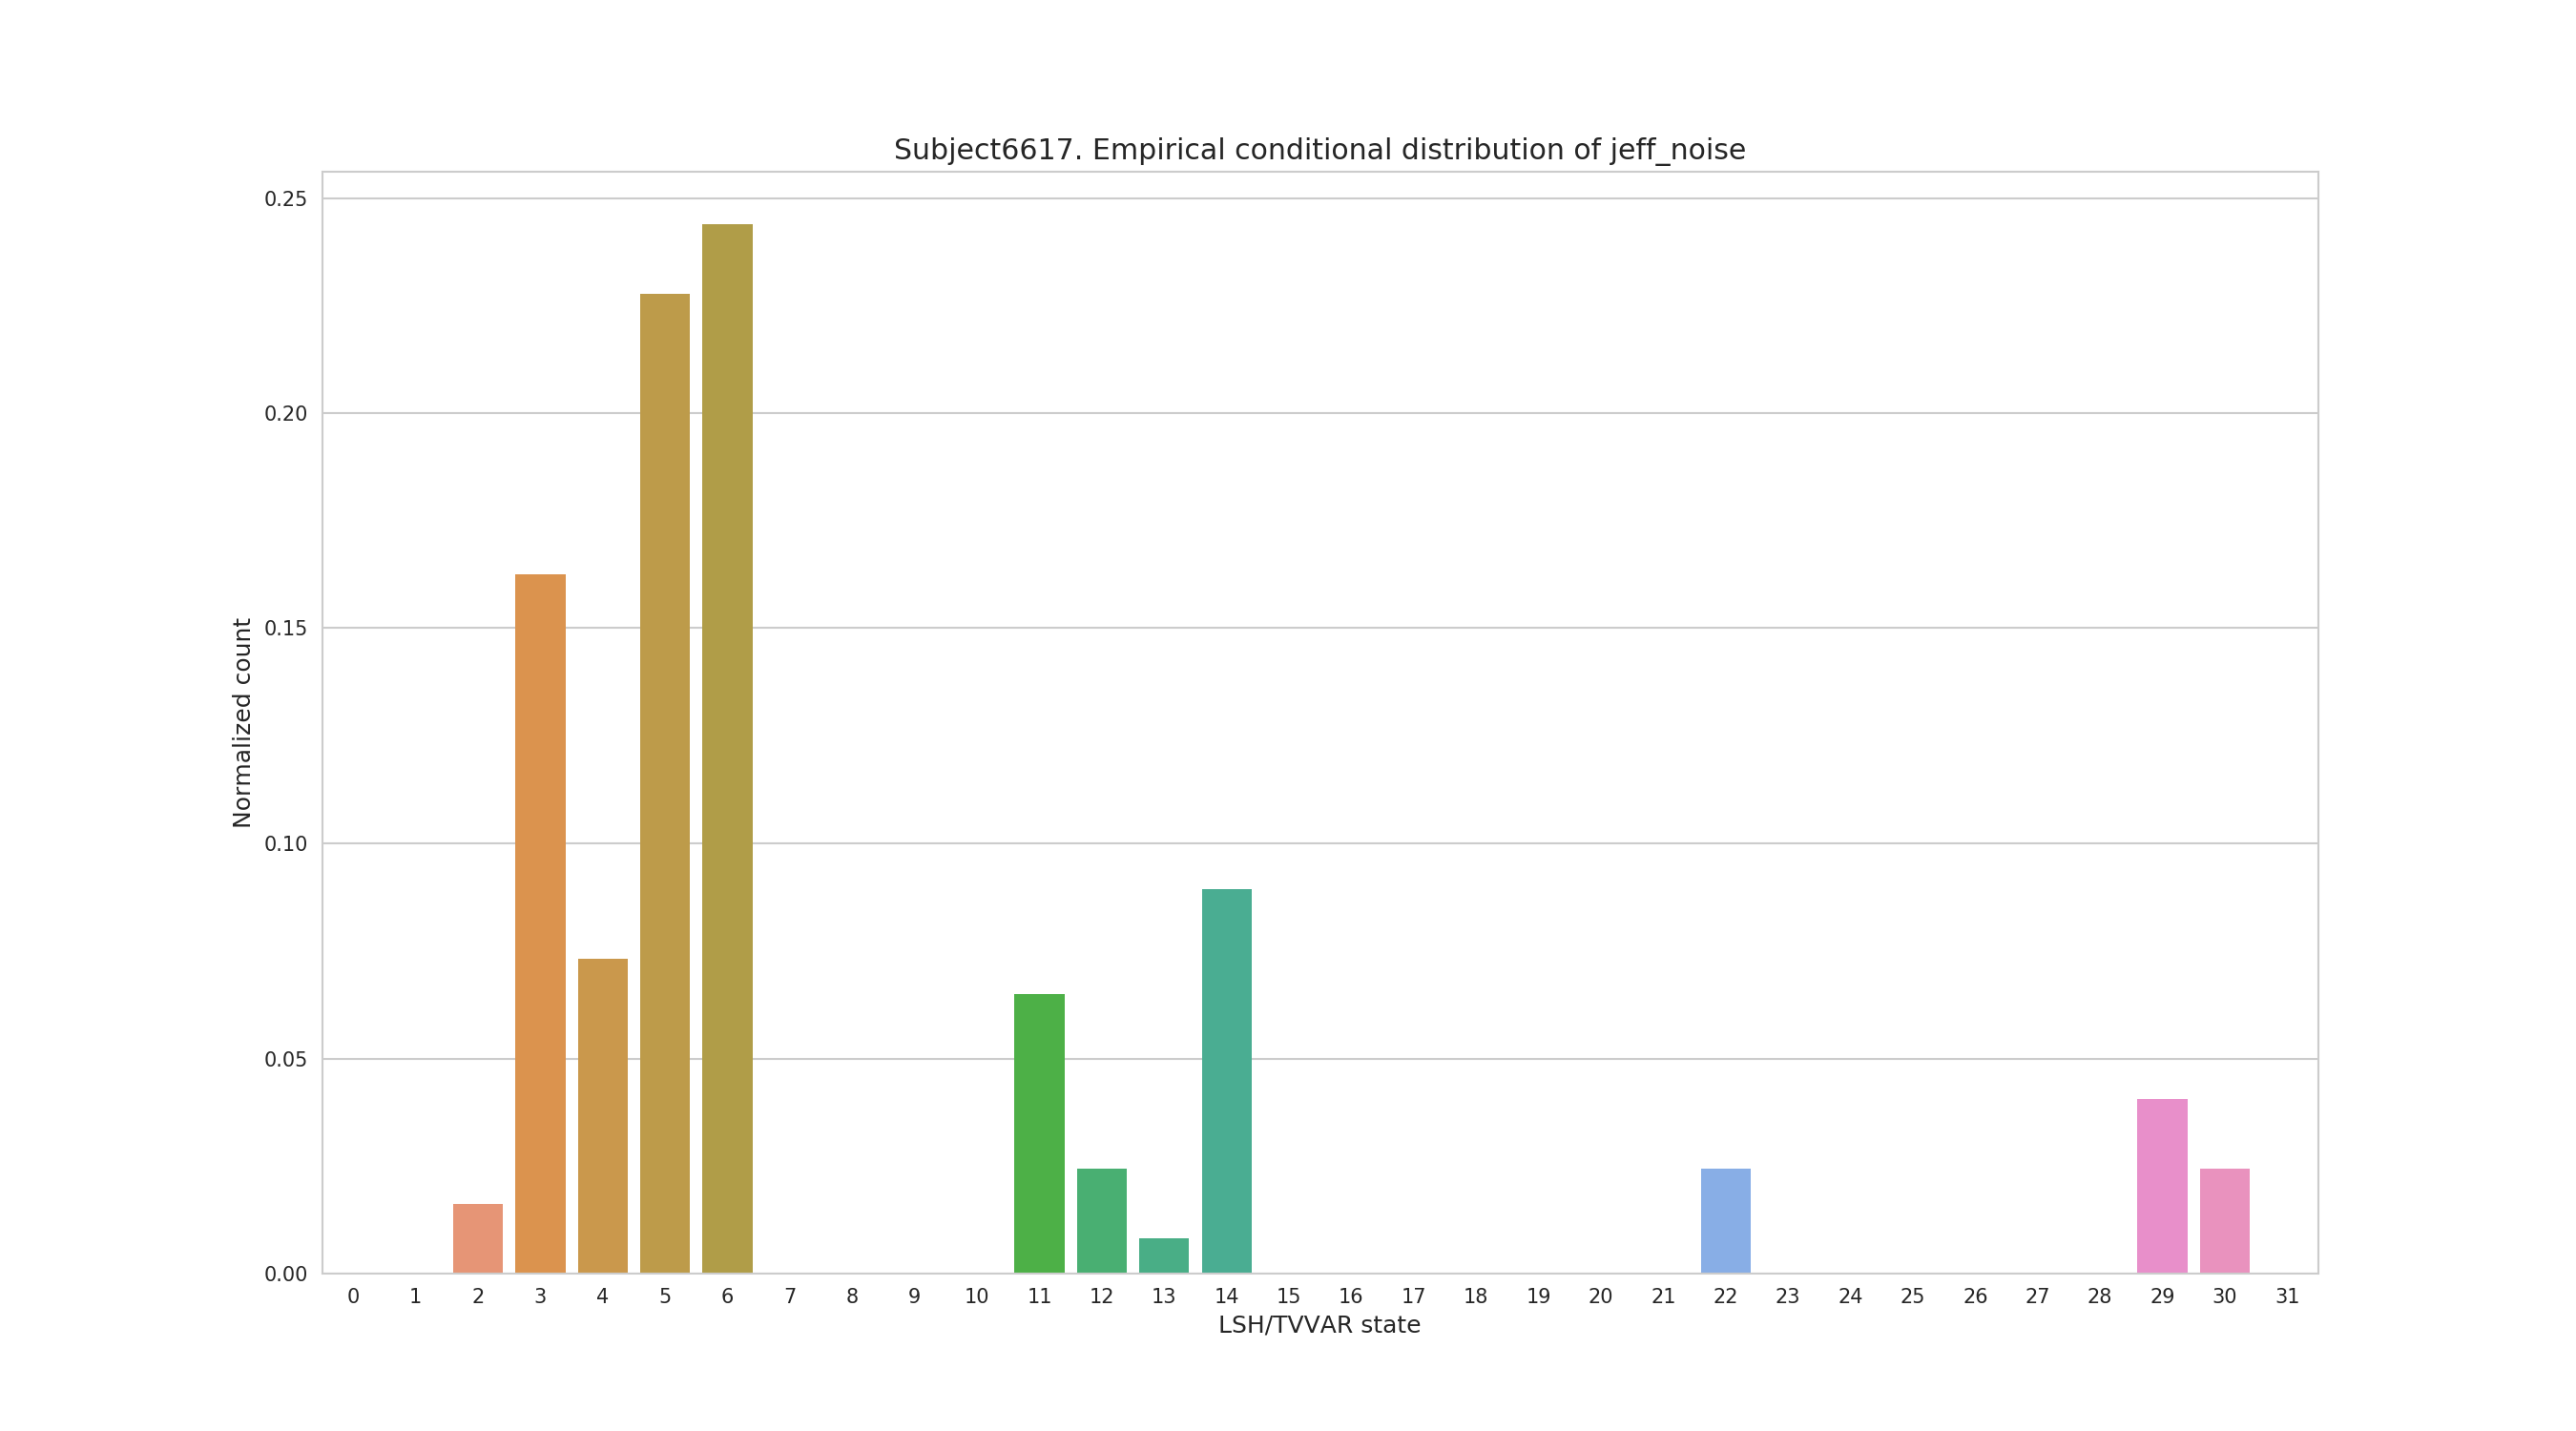 Subject6617. Empirical conditional distribution of jeff_noise
0.25
0.20
0.15
0.10
0.05
0.00
Normalized count
0 1 2 3 4 5 6 7 8 9 10 11 12 13 14 15 16 17 18 19 20 21 22 23 24 25 26 27 28 29 30 31
LSH/TVVAR state